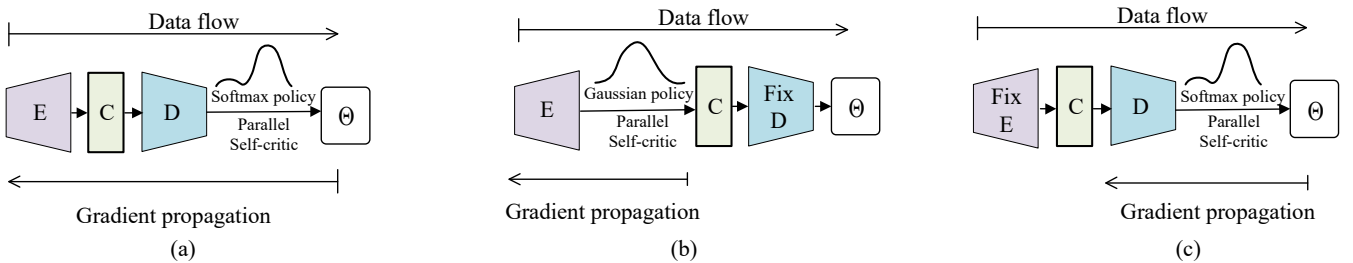 Data flow
E
C
D
Softmax policy
Parallel
Self-critic
Θ
Gradient propagation
(a)
Data flow
E
Gaussian policy
Parallel
Self-critic
C
Fix
D
Θ
Gradient propagation
(b)
Data flow
Fix
E
C
D
Softmax policy
Parallel
Self-critic
Θ
Gradient propagation
(c)